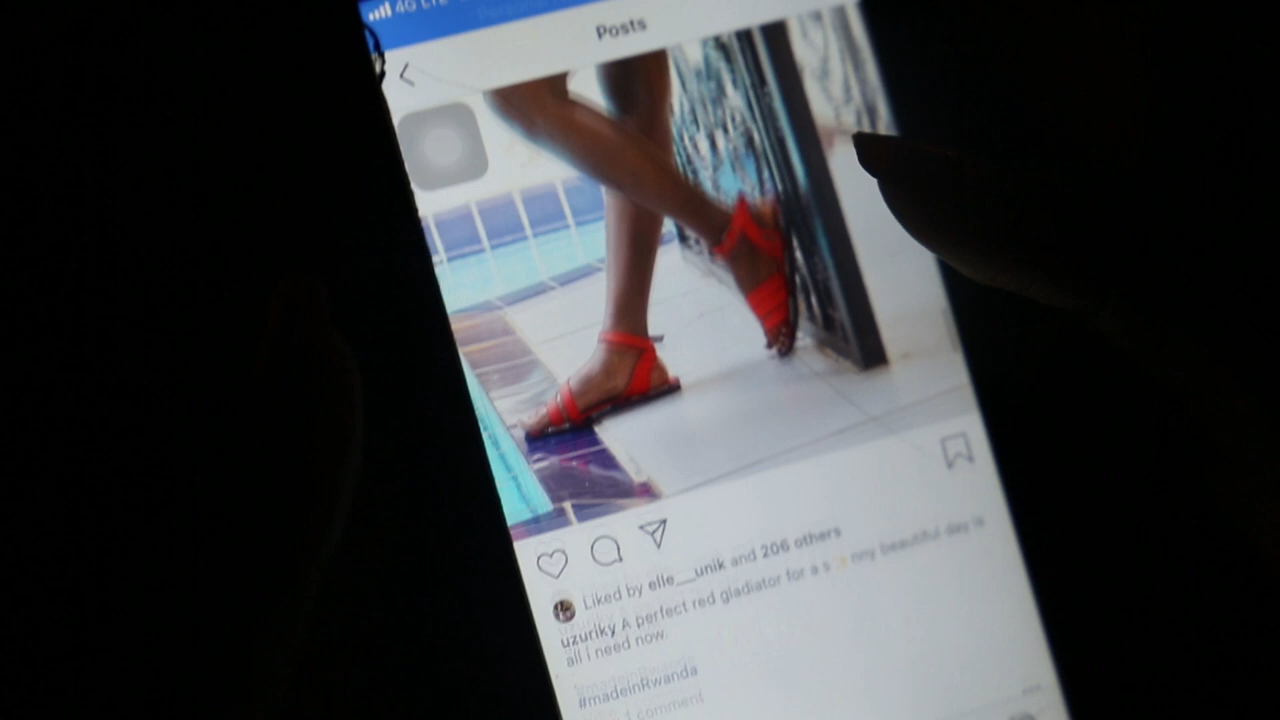 4G LTE
Posts
Liked by elle__unik and 206 others
uzuriky A perfect red gladiator for a s✨nny beautiful day is
all i need now.
#madeinRwanda
1 comment